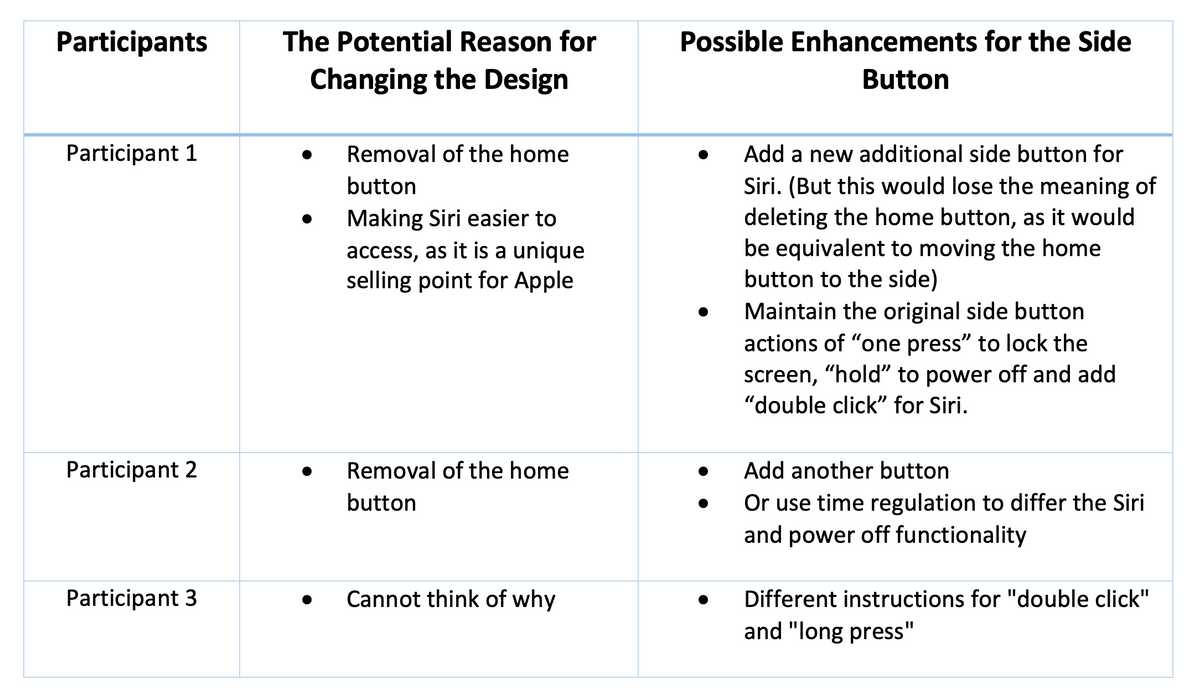 Participants
The Potential Reason for
Changing the Design
Possible Enhancements for the Side
Button
Participant 1
• Removal of the home
button
• Making Siri easier to
access, as it is a unique
selling point for Apple
• Add a new additional side button for
Siri. (But this would lose the meaning of
deleting the home button, as it would
be equivalent to moving the home
button to the side)
• Maintain the original side button
actions of “one press” to lock the
screen, “hold” to power off and add
“double click” for Siri.
Participant 2
• Removal of the home
button
• Add another button
• Or use time regulation to differ the Siri
and power off functionality
Participant 3
• Cannot think of why
• Different instructions for "double click"
and "long press"